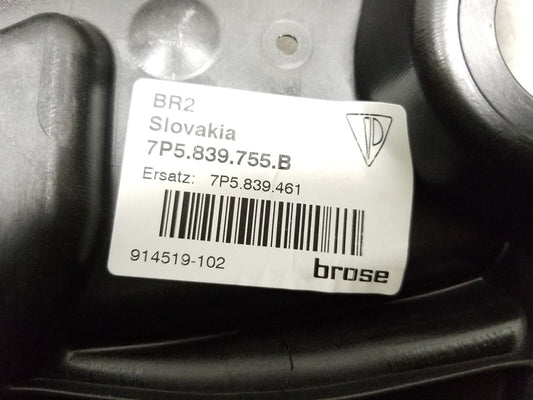 BR2
Slovakia
7P5.839.755.B
Ersatz: 7P5.839.461
914519-102
brose